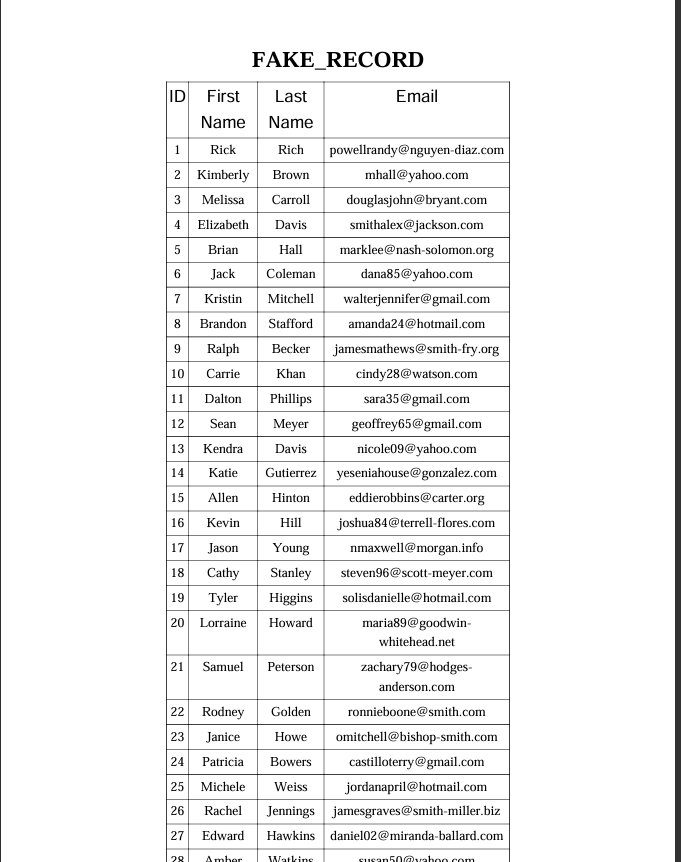 FAKE_RECORD
ID First Name Last Name Email
1 Rick Rich powellrandy@nguyen-diaz.com
2 Kimberly Brown mhall@yahoo.com
3 Melissa Carroll douglasjohn@bryant.com
4 Elizabeth Davis smithalex@jackson.com
5 Brian Hall marklee@nash-solomon.org
6 Jack Coleman dana85@yahoo.com
7 Kristin Mitchell walterjennifer@gmail.com
8 Brandon Stafford amanda24@hotmail.com
9 Ralph Becker jamesmathews@smith-fry.org
10 Carrie Khan cindy28@watson.com
11 Dalton Phillips sara35@gmail.com
12 Sean Meyer geoffrey65@gmail.com
13 Kendra Davis nicole09@yahoo.com
14 Katie Gutierrez yeseniahouse@gonzalez.com
15 Allen Hinton eddierobbins@carter.org
16 Kevin Hill joshua84@terrell-flores.com
17 Jason Young nmaxwell@morgan.info
18 Cathy Stanley steven96@scott-meyer.com
19 Tyler Higgins solisdanielle@hotmail.com
20 Lorraine Howard maria89@goodwin-
whitehead.net
21 Samuel Peterson zachary79@hodges-
anderson.com
22 Rodney Golden ronnieboone@smith.com
23 Janice Howe omitchell@bishop-smith.com
24 Patricia Bowers castilloterry@gmail.com
25 Michele Weiss jordanapril@hotmail.com
26 Rachel Jennings jamesgraves@smith-miller.biz
27 Edward Hawkins daniel02@miranda-ballard.com
28 Amber Watkins susan50@yahoo.com